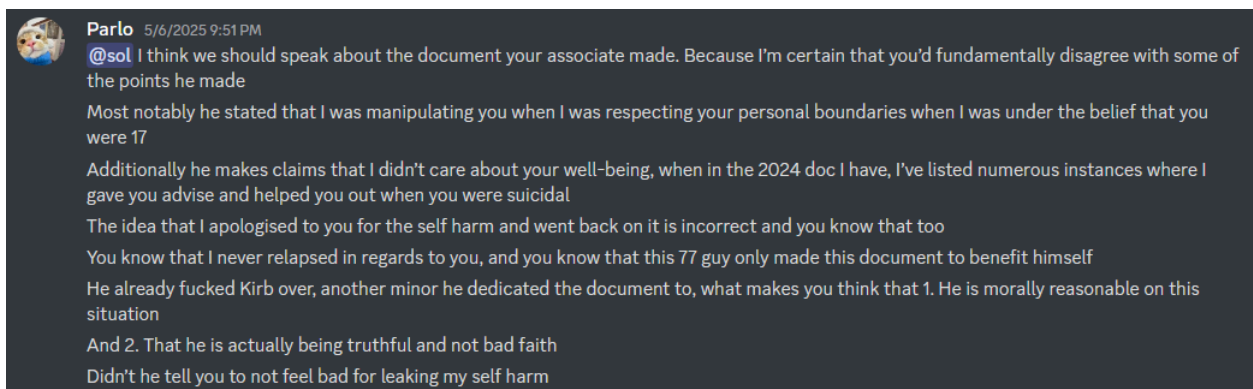 Parlo 5/6/2025 9:51 PM
@sol I think we should speak about the document your associate made. Because I’m certain that you’d fundamentally disagree with some of
the points he made
Most notably he stated that I was manipulating you when I was respecting your personal boundaries when I was under the belief that you
were 17
Additionally he makes claims that I didn’t care about your well-being, when in the 2024 doc I have, I’ve listed numerous instances where I
gave you advise and helped you out when you were suicidal
The idea that I apologised to you for the self harm and went back on it is incorrect and you know that too
You know that I never relapsed in regards to you, and you know that this 77 guy only made this document to benefit himself
He already fucked Kirb over, another minor he dedicated the document to, what makes you think that 1. He is morally reasonable on this
situation
And 2. That he is actually being truthful and not bad faith
Didn’t he tell you to not feel bad for leaking my self harm